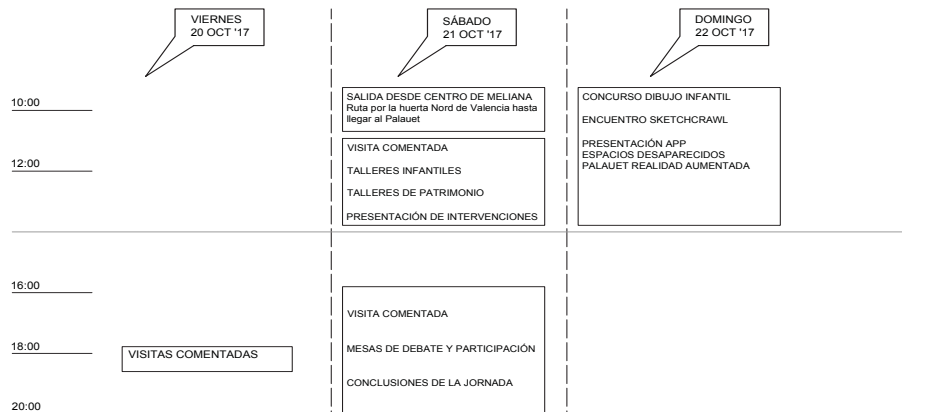 VIERNES
20 OCT '17
SÁBADO
21 OCT '17
DOMINGO
22 OCT '17
10:00
SALIDA DESDE CENTRO DE MELIANA
Ruta por la huerta Nord de Valencia hasta
llegar al Palauet
CONCURSO DIBUJO INFANTIL
ENCUENTRO SKETCHCRAWL
PRESENTACIÓN APP
ESPACIOS DESAPARECIDOS
PALAUET REALIDAD AUMENTADA
12:00
VISITA COMENTADA
TALLERES INFANTILES
TALLERES DE PATRIMONIO
PRESENTACIÓN DE INTERVENCIONES
16:00
VISITA COMENTADA
18:00
VISITAS COMENTADAS
MESAS DE DEBATE Y PARTICIPACIÓN
CONCLUSIONES DE LA JORNADA
20:00